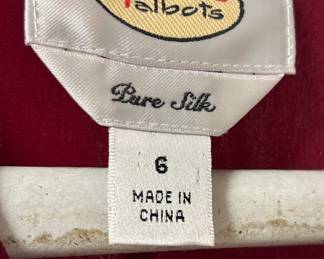 Talbots
Pure Silk
6
MADE IN
CHINA